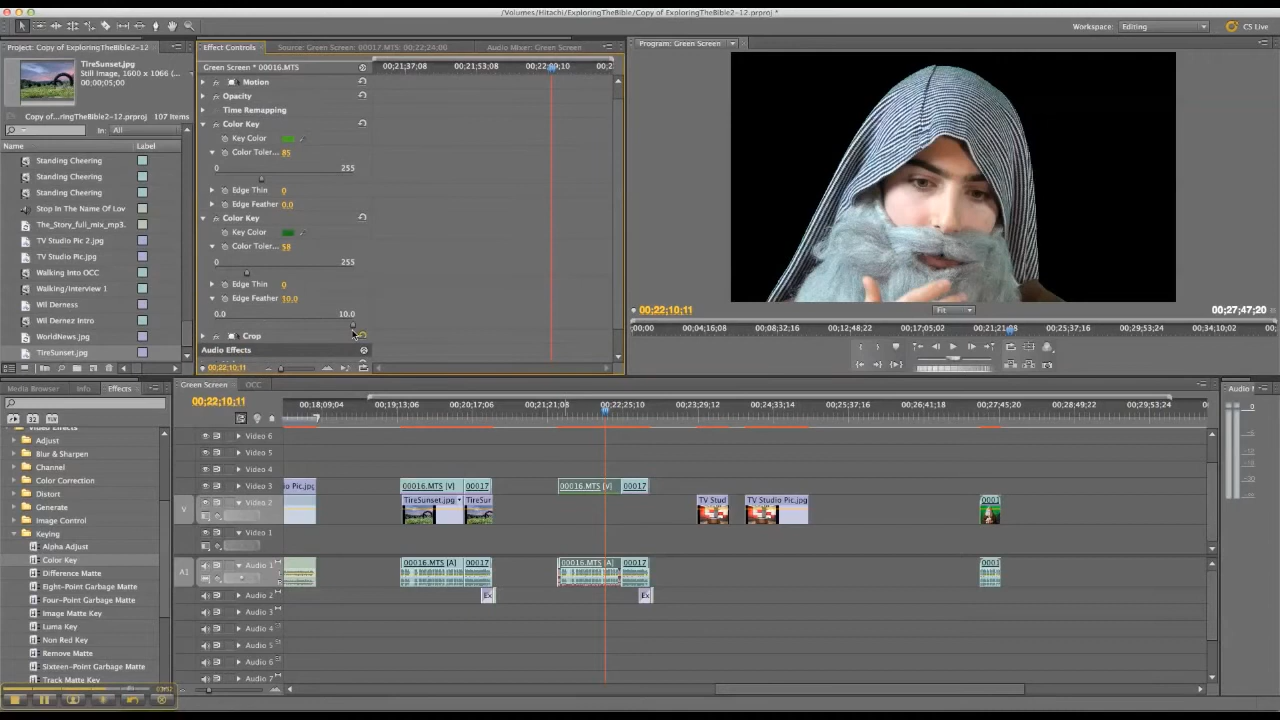 /Volumes/Hitachi/ExploringTheBible/Copy of ExploringTheBible2-12.prproj *
Workspace: Editing
CS Live
Project: Copy of ExploringTheBible2-12
TireSunset.jpg
Still Image, 1600 x 1066 (...
00;00;05;00
Copy of...ringTheBible2-12.prproj 107 Items
In: All
Name
Label
Standing Cheering
Standing Cheering
Standing Cheering
Stop In The Name Of Lov
The_Story_full_mix_mp3.
TV Studio Pic 2.jpg
TV Studio Pic.jpg
Walking Into OCC
Walking/Interview 1
Wil Derness
Wil Dernez Intro
WorldNews.jpg
TireSunset.jpg
Effect Controls
Source: Green Screen: 00017.MTS: 00;22;24;06
Audio Mixer: Green Screen
Green Screen * 00016.MTS
00;21;37;08
00;21;53;08
00;22;09;10
00;2
Motion
Opacity
Time Remapping
Color Key
Key Color
Color Toler... 85
0
255
Edge Thin 0
Edge Feather 0.0
Color Key
Key Color
Color Toler... 58
0
255
Edge Thin 0
Edge Feather 10.0
0.0
10.0
Crop
Audio Effects
00;22;10;11
Program: Green Screen
00;22;10;11
Fit
00;27;47;20
;00;00
00;04;16;08
00;08;32;16
00;12;48;22
00;17;05;02
00;21;21;08
00;25;37;16
00;29;53;24
00;34;10;02
Media Browser
Info
Effects
Video Effects
Adjust
Blur & Sharpen
Channel
Color Correction
Distort
Generate
Image Control
Keying
Alpha Adjust
Color Key
Difference Matte
Eight-Point Garbage Matte
Four-Point Garbage Matte
Image Matte Key
Luma Key
Non Red Key
Remove Matte
Sixteen-Point Garbage Matte
Track Matte Key
Green Screen
OCC
00;22;10;11
00;18;09;04
00;19;13;06
00;20;17;06
00;21;21;08
00;22;25;10
00;23;29;12
00;24;33;14
00;25;37;16
00;26;41;18
00;27;45;20
00;28;49;22
00;29;53;24
00;
Video 6
Video 5
Video 4
Video 3
00016.MTS [V]
00017
00016.MTS [V]
00017
V
Video 2
o Pic.jpg
TireSunset.jpg
TireSur
TV Stud
TV Studio Pic.jpg
0001
Video 1
A1
Audio 1
00016.MTS [A]
00017
00016.MTS [A]
00017
0001
Audio 2
Ex
Ex
Audio 3
Audio 4
Audio 5
Audio 6
Audio 7
Audio
0